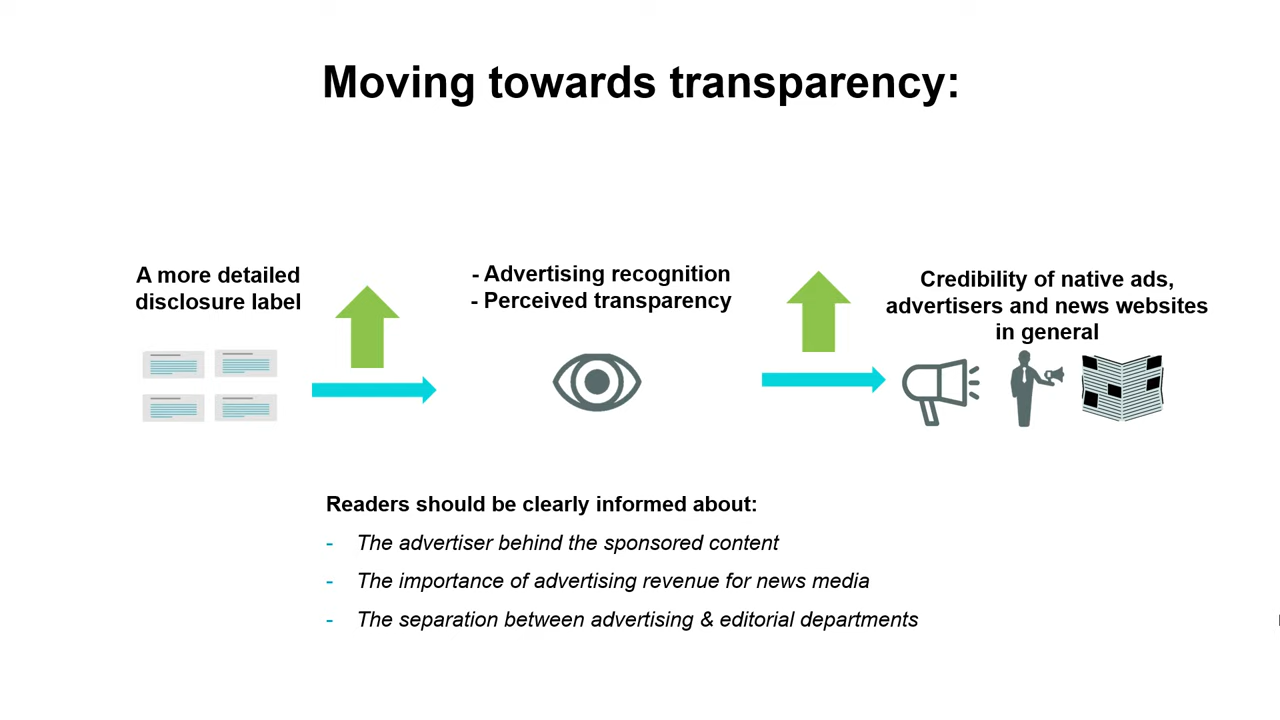 Moving towards transparency:
A more detailed
disclosure label
- Advertising recognition
- Perceived transparency
Credibility of native ads,
advertisers and news websites
in general
Readers should be clearly informed about:
- The advertiser behind the sponsored content
- The importance of advertising revenue for news media
- The separation between advertising & editorial departments